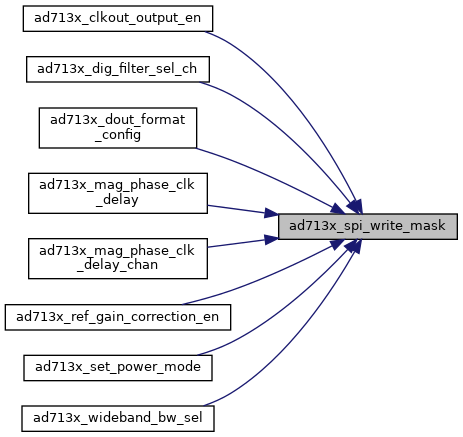 ad713x_clkout_output_en
ad713x_dig_filter_sel_ch
ad713x_dout_format
_config
ad713x_mag_phase_clk
_delay
ad713x_spi_write_mask
ad713x_mag_phase_clk
_delay_chan
ad713x_ref_gain_correction_en
ad713x_set_power_mode
ad713x_wideband_bw_sel